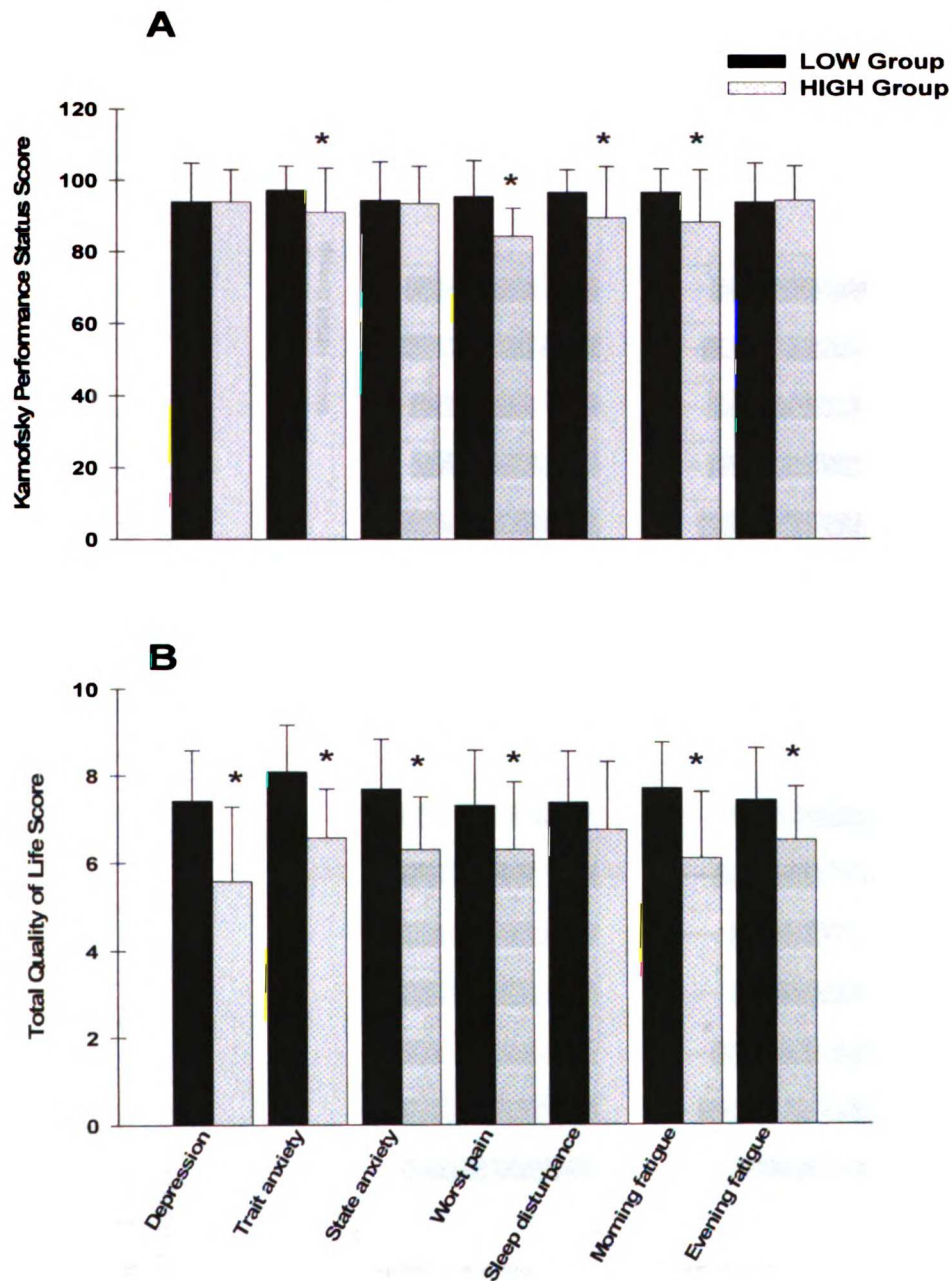 A
LOW Group
HIGH Group
Karnofsky Performance Status Score
120
100
80
60
40
20
0
*
*
*
*
B
Total Quality of Life Score
10
8
6
4
2
0
*
*
*
*
*
*
Depression
Trait anxiety
State anxiety
Worst pain
Sleep disturbance
Morning fatigue
Evening fatigue